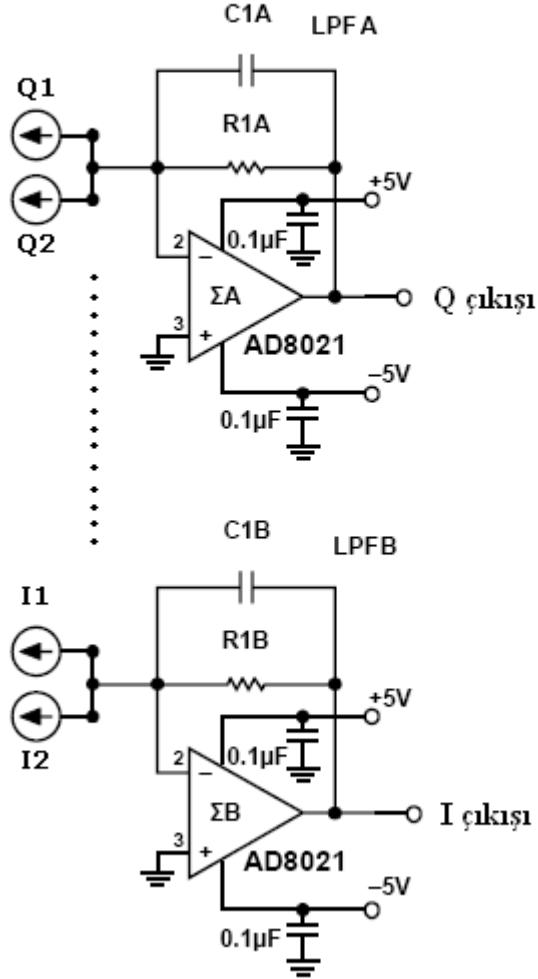 C1A
LPFA
Q1
R1A
+5V
Q2
2
0.1µF
−
ΣA
Q çıkışı
3
+
AD8021
−5V
0.1µF
C1B
LPFB
I1
R1B
+5V
I2
2
0.1µF
−
ΣB
I çıkışı
3
+
AD8021
−5V
0.1µF